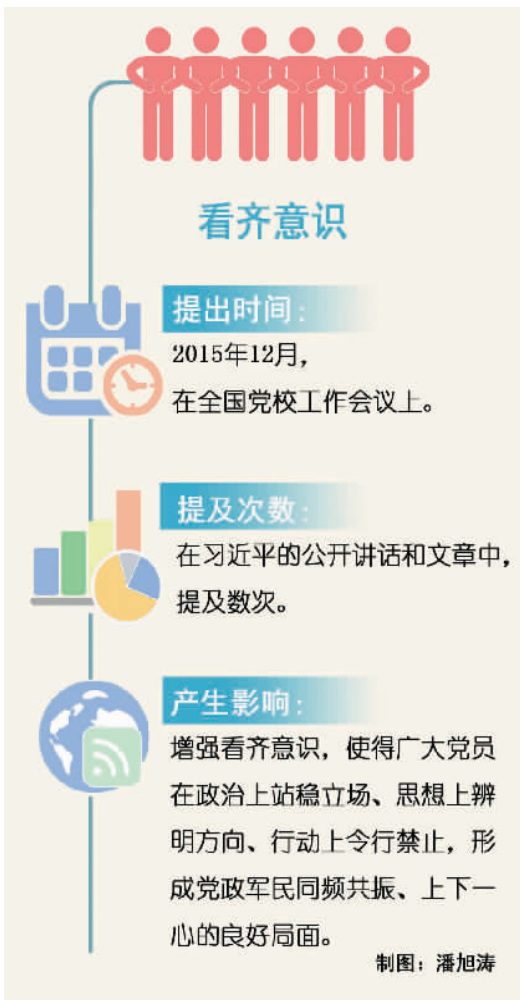 看齐意识
提出时间：
2015年12月，
在全国党校工作会议上。
提及次数：
在习近平的公开讲话和文章中，
提及数次。
产生影响：
增强看齐意识，使得广大党员
在政治上站稳立场、思想上辨
明方向、行动上令行禁止，形
成党政军民同频共振、上下一
心的良好局面。
制图：潘旭涛